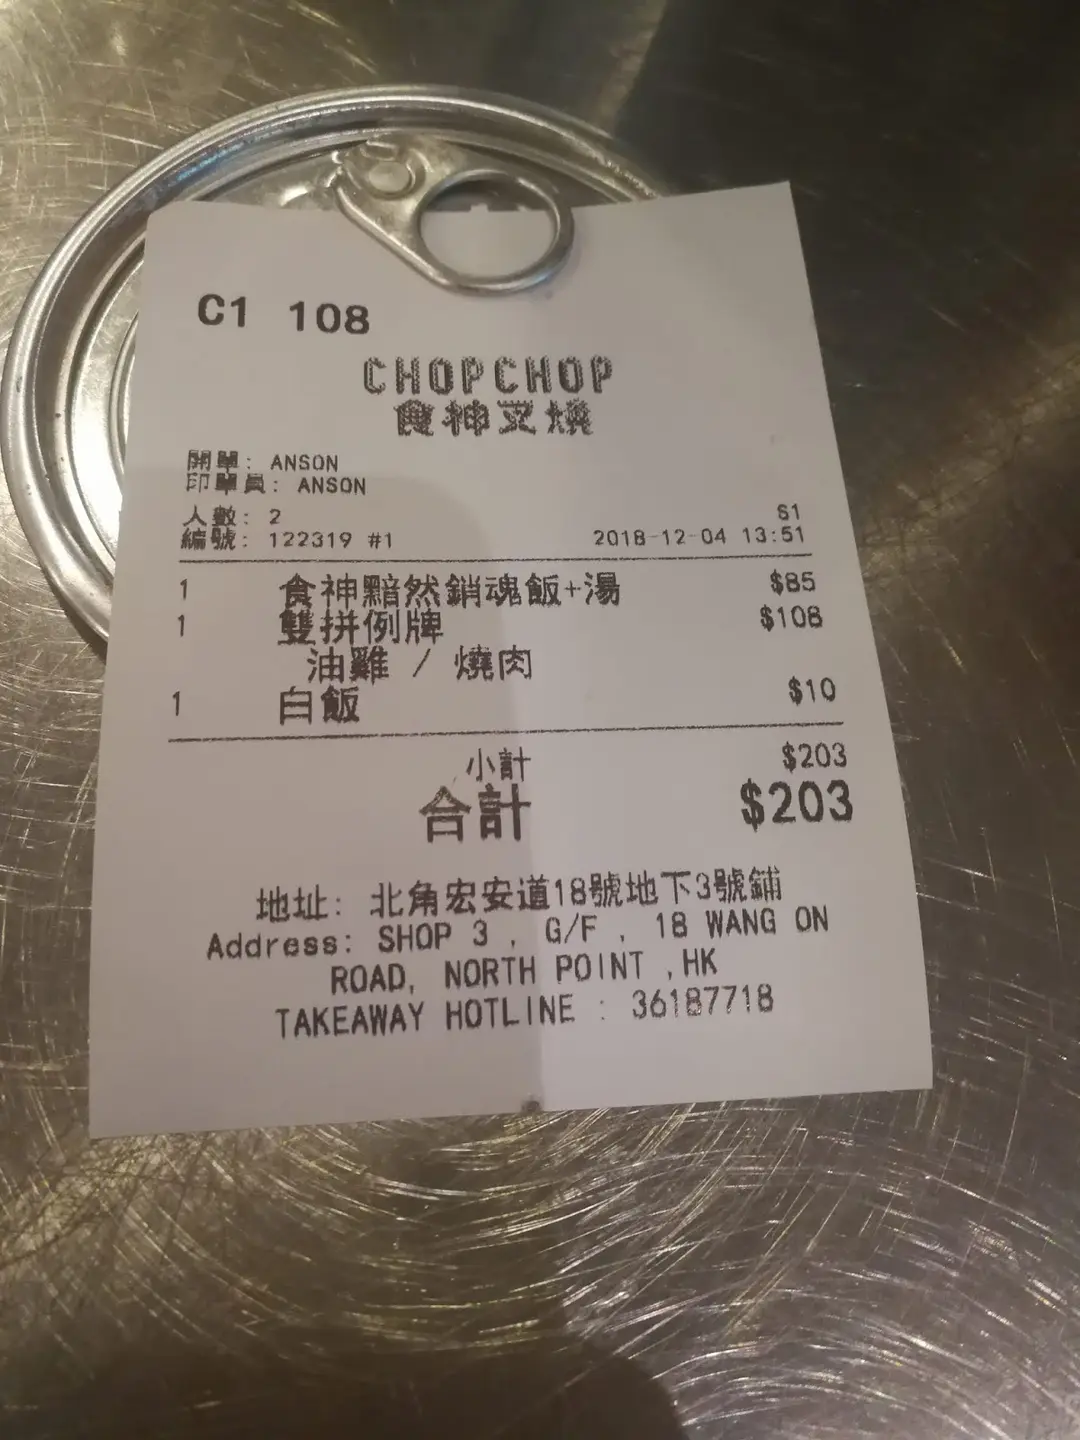 C1 108
CHOPCHOP
食神叉燒
開單: ANSON
印單員: ANSON
人數: 2 S1
編號: 122319 #1 2018-12-04 13:51
1 食神黯然銷魂飯+湯 $85
1 雙拼例牌 $108
油雞 / 燒肉
1 白飯 $10
小計 $203
合計 $203
地址: 北角宏安道18號地下3號鋪
Address: SHOP 3 , G/F , 18 WANG ON
ROAD, NORTH POINT ,HK
TAKEAWAY HOTLINE : 36187718